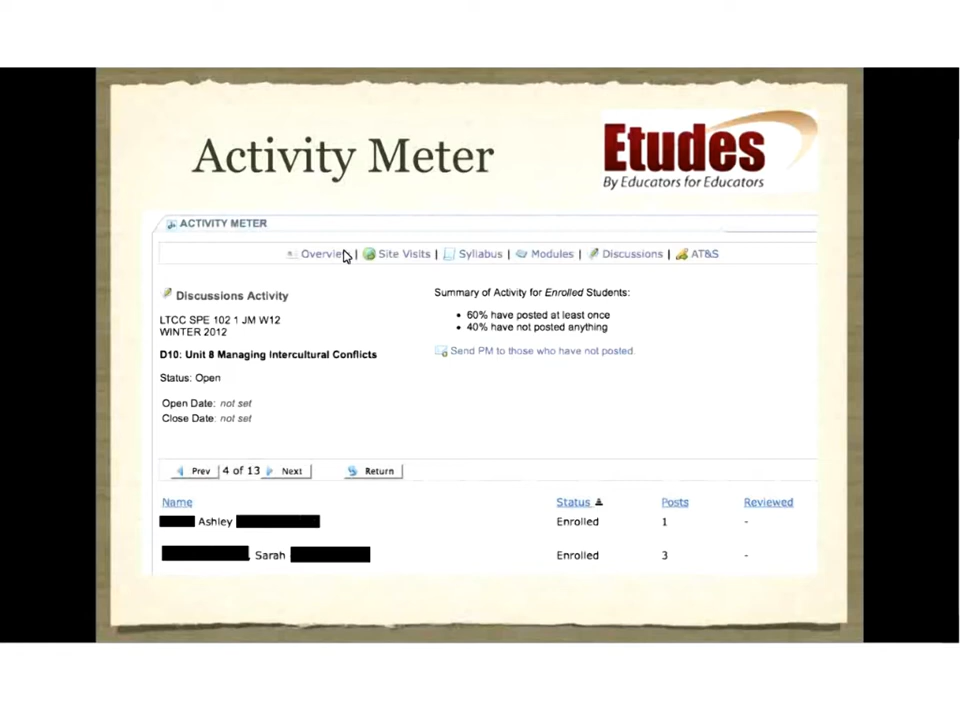 Activity Meter
Etudes
By Educators for Educators
ACTIVITY METER
Overview | Site Visits | Syllabus | Modules | Discussions | AT&S
Discussions Activity
LTCC SPE 102 1 JM W12
WINTER 2012
D10: Unit 8 Managing Intercultural Conflicts
Status: Open
Open Date: not set
Close Date: not set
Summary of Activity for Enrolled Students:
• 60% have posted at least once
• 40% have not posted anything
Send PM to those who have not posted.
Prev 4 of 13 Next Return
Name Status Posts Reviewed
Ashley Enrolled 1 -
, Sarah Enrolled 3 -